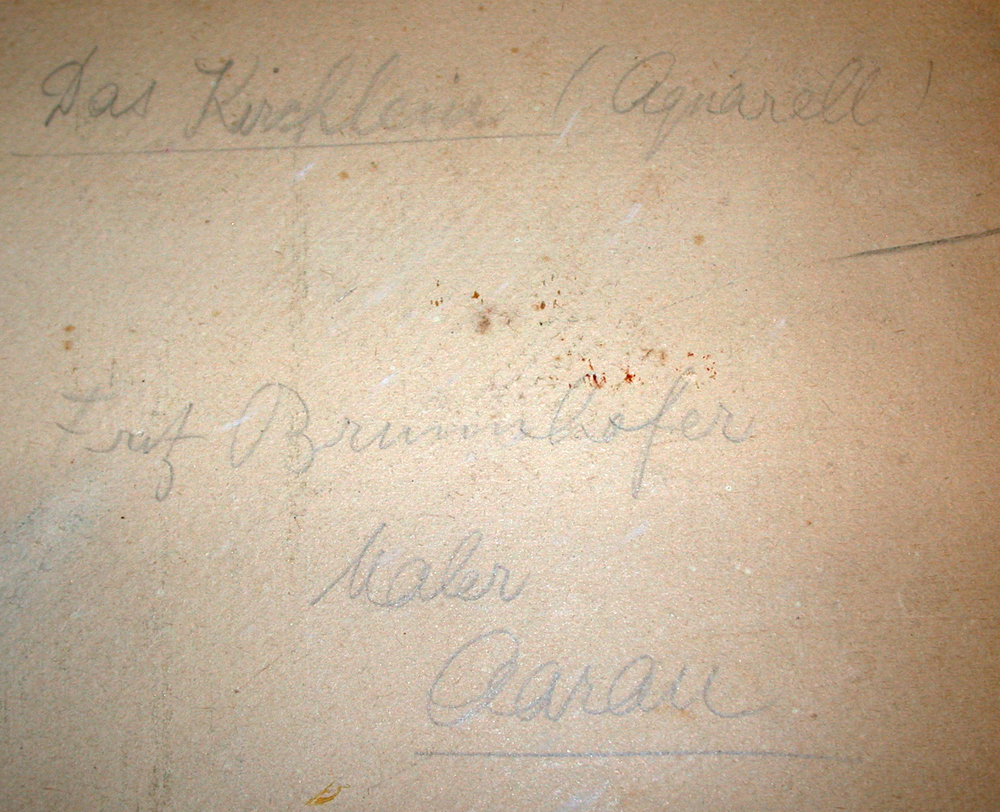 Das Kirchlein (Aquarell)
Fritz Brunnhofer
Maler
Aarau